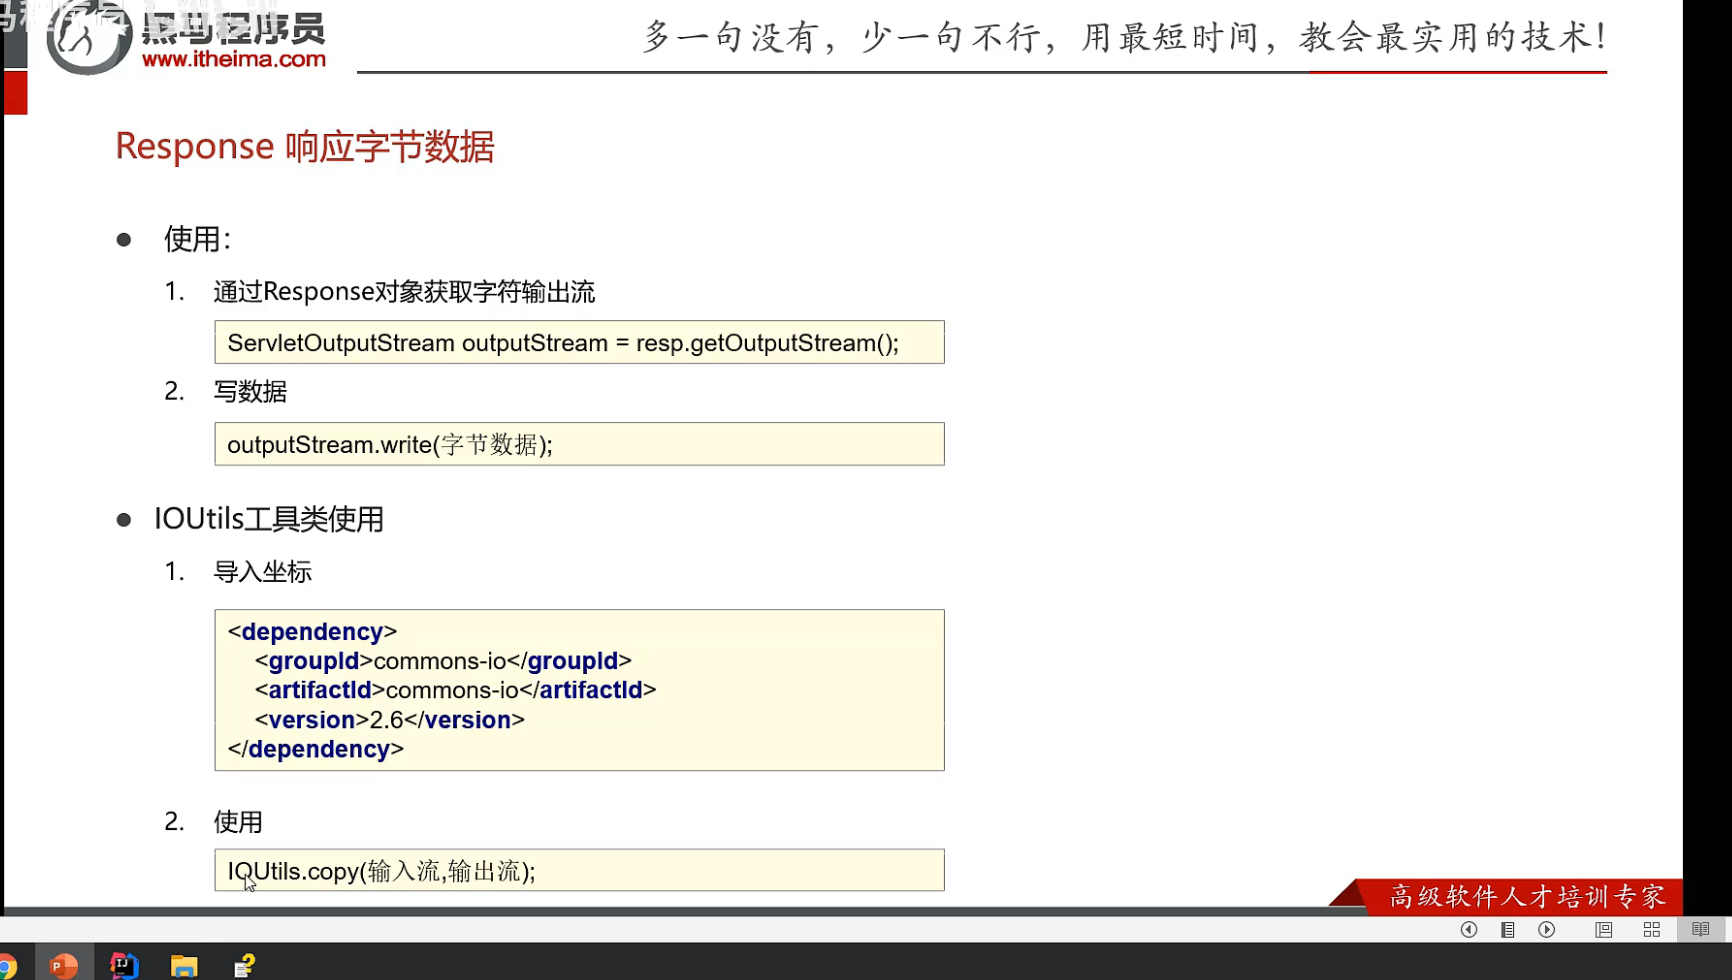 黑马程序员
www.itheima.com
多一句没有，少一句不行，用最短时间，教会最实用的技术！
Response 响应字节数据
● 使用：
1. 通过Response对象获取字符输出流
ServletOutputStream outputStream = resp.getOutputStream();
2. 写数据
outputStream.write(字节数据);
● IOUtils工具类使用
1. 导入坐标
<dependency>
<groupId>commons-io</groupId>
<artifactId>commons-io</artifactId>
<version>2.6</version>
</dependency>
2. 使用
IOUtils.copy(输入流,输出流);
高级软件人才培训专家